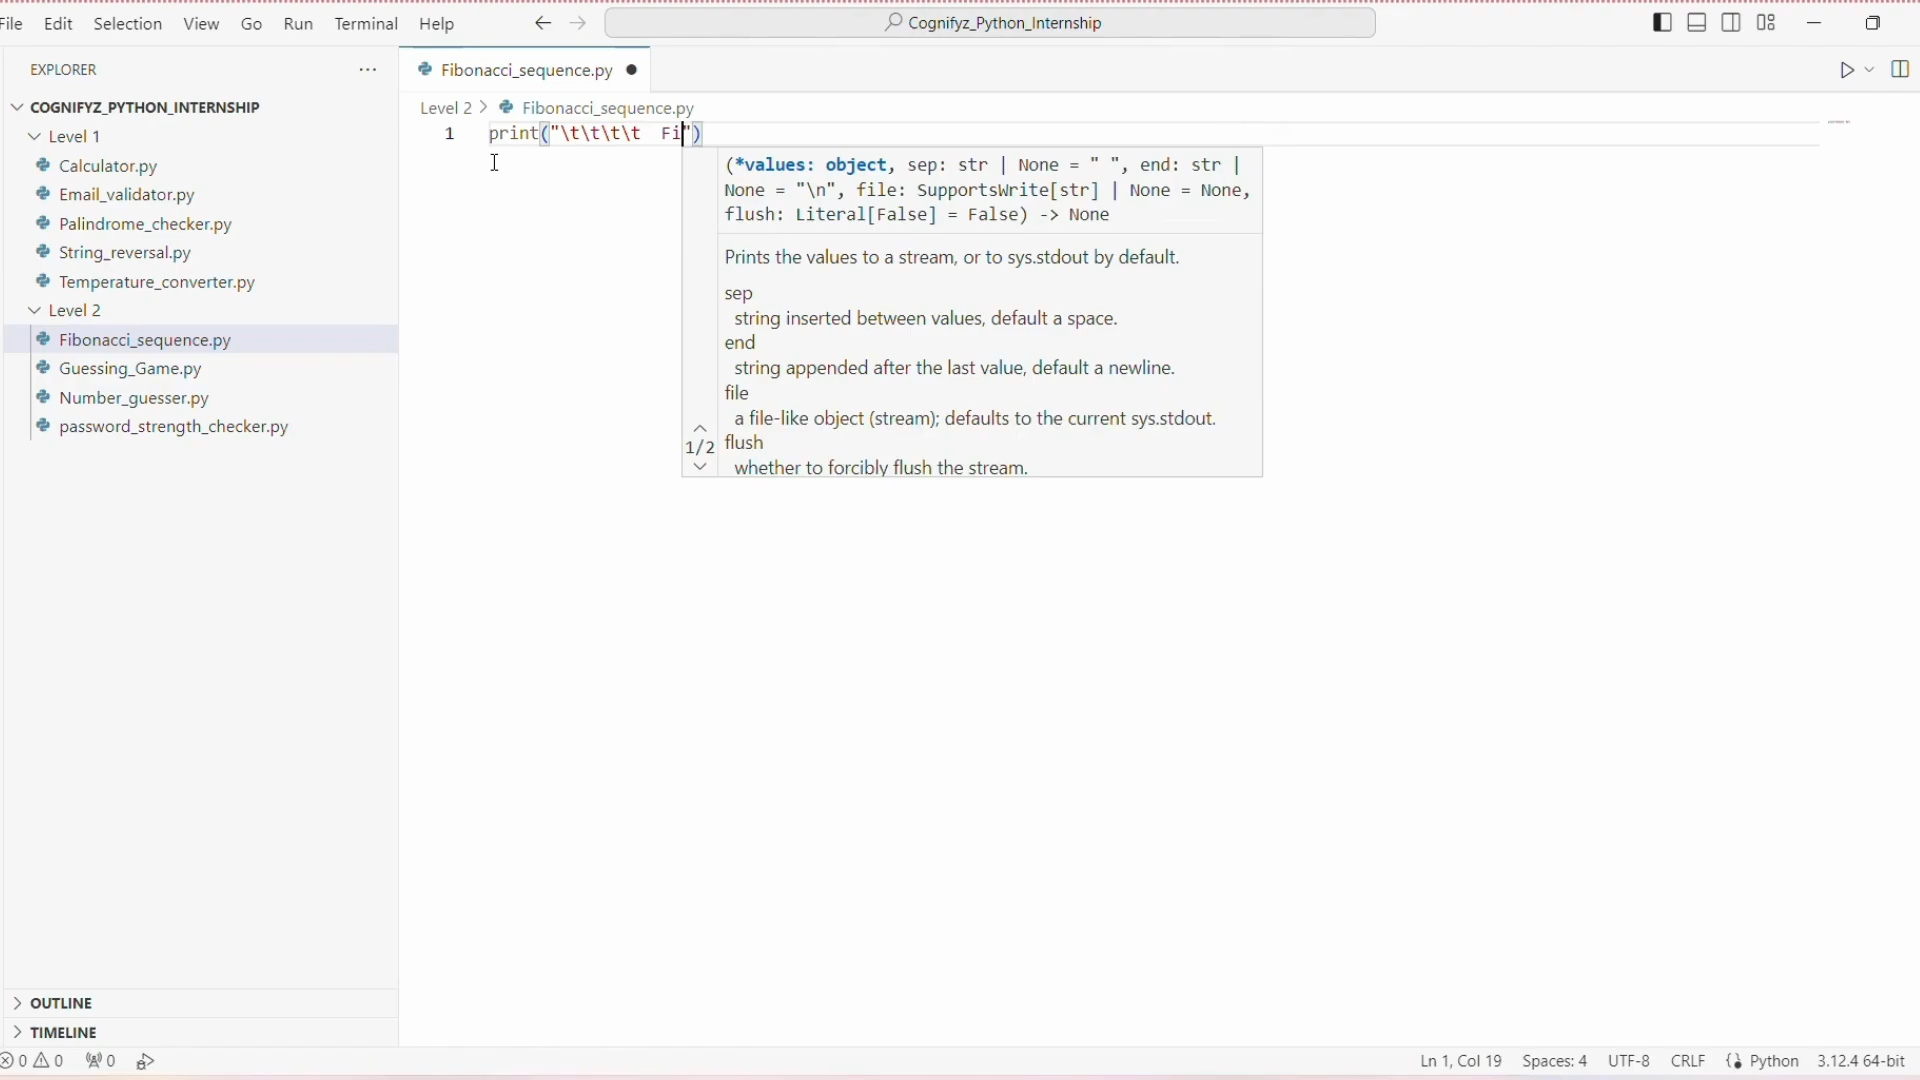 File Edit Selection View Go Run Terminal Help
Cognifyz_Python_Internship
EXPLORER
COGNIFYZ_PYTHON_INTERNSHIP
Level 1
Calculator.py
Email_validator.py
Palindrome_checker.py
String_reversal.py
Temperature_converter.py
Level 2
Fibonacci_sequence.py
Guessing_Game.py
Number_guesser.py
password_strength_checker.py
OUTLINE
TIMELINE
Fibonacci_sequence.py
Level 2 > Fibonacci_sequence.py
1 print("\t\t\t\t  Fi")
(*values: object, sep: str | None = " ", end: str |
None = "\n", file: SupportsWrite[str] | None = None,
flush: Literal[False] = False) -> None
Prints the values to a stream, or to sys.stdout by default.
sep
string inserted between values, default a space.
end
string appended after the last value, default a newline.
file
a file-like object (stream); defaults to the current sys.stdout.
1/2
flush
whether to forcibly flush the stream.
0 0 0
Ln 1, Col 19 Spaces: 4 UTF-8 CRLF Python 3.12.4 64-bit